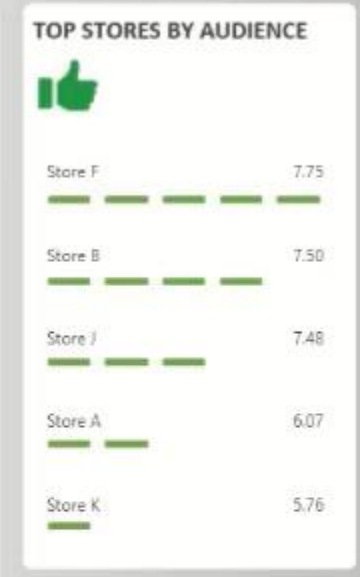 TOP STORES BY AUDIENCE
Store F 7.75
Store B 7.50
Store J 7.48
Store A 6.07
Store K 5.76